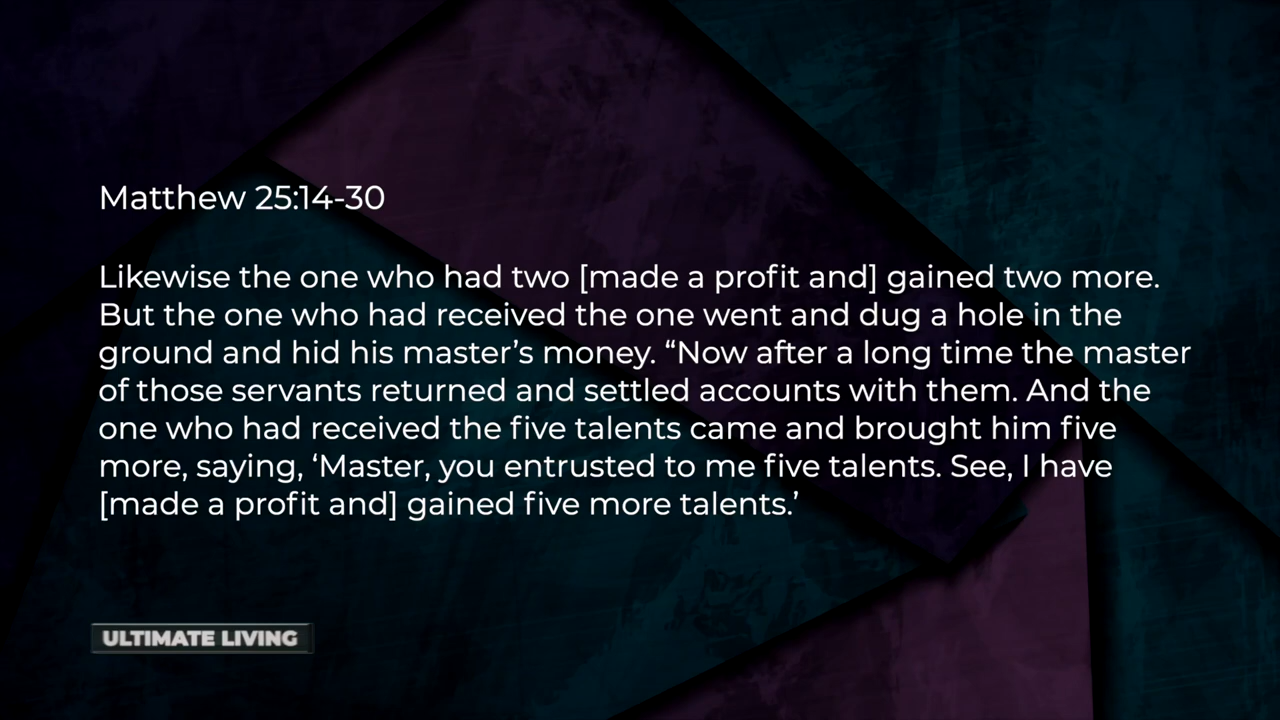 Matthew 25:14-30
Likewise the one who had two [made a profit and] gained two more.
But the one who had received the one went and dug a hole in the
ground and hid his master’s money. “Now after a long time the master
of those servants returned and settled accounts with them. And the
one who had received the five talents came and brought him five
more, saying, ‘Master, you entrusted to me five talents. See, I have
[made a profit and] gained five more talents.’
ULTIMATE LIVING